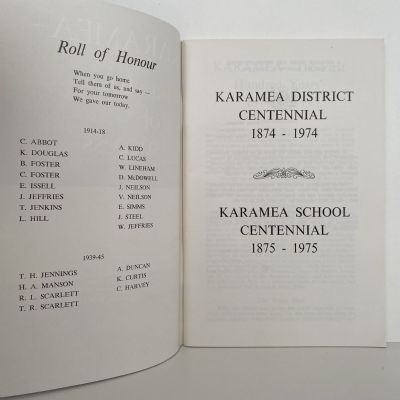 Roll of Honour
When you go home
Tell them of us, and say —
For your tomorrow
We gave our today.
1914-18
C. ABBOT
K. DOUGLAS
B. FOSTER
C. FOSTER
E. ISSELL
J. JEFFRIES
T. JENKINS
L. HILL
A. KIDD
C. LUCAS
W. LINEHAM
D. McDOWELL
J. NEILSON
V. NEILSON
E. SIMMS
J. STEEL
W. JEFFERIES
1939-45
T. H. JENNINGS
H. A. MANSON
R. L. SCARLETT
T. R. SCARLETT
A. DUNCAN
K. CURTIS
C. HARVEY
KARAMEA DISTRICT
CENTENNIAL
1874 - 1974
KARAMEA SCHOOL
CENTENNIAL
1875 - 1975